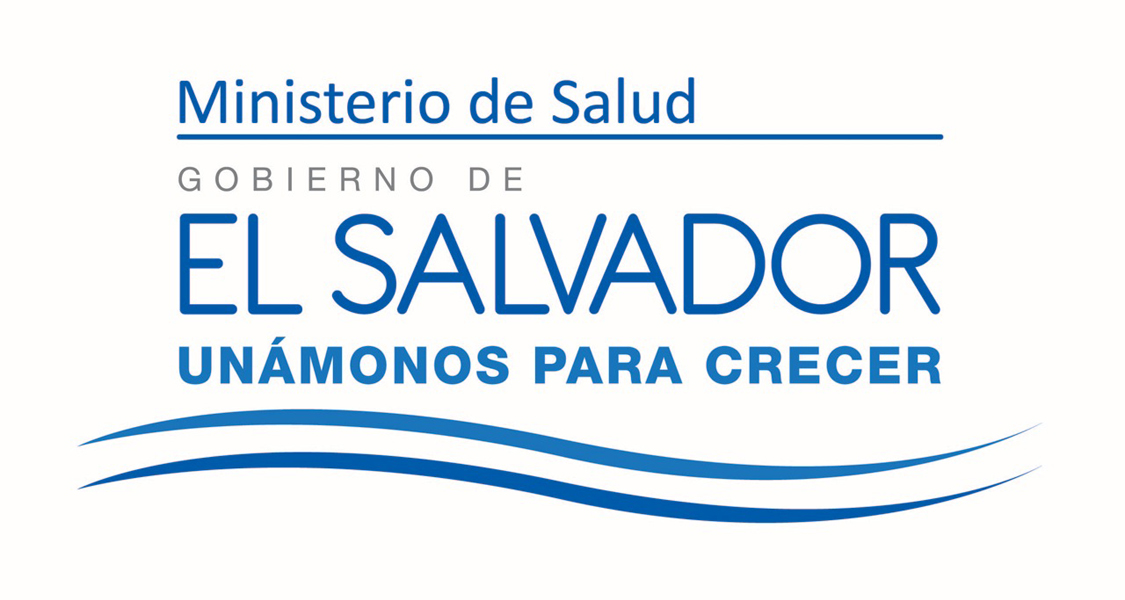 Ministerio de Salud
GOBIERNO DE
EL SALVADOR
UNÁMONOS PARA CRECER